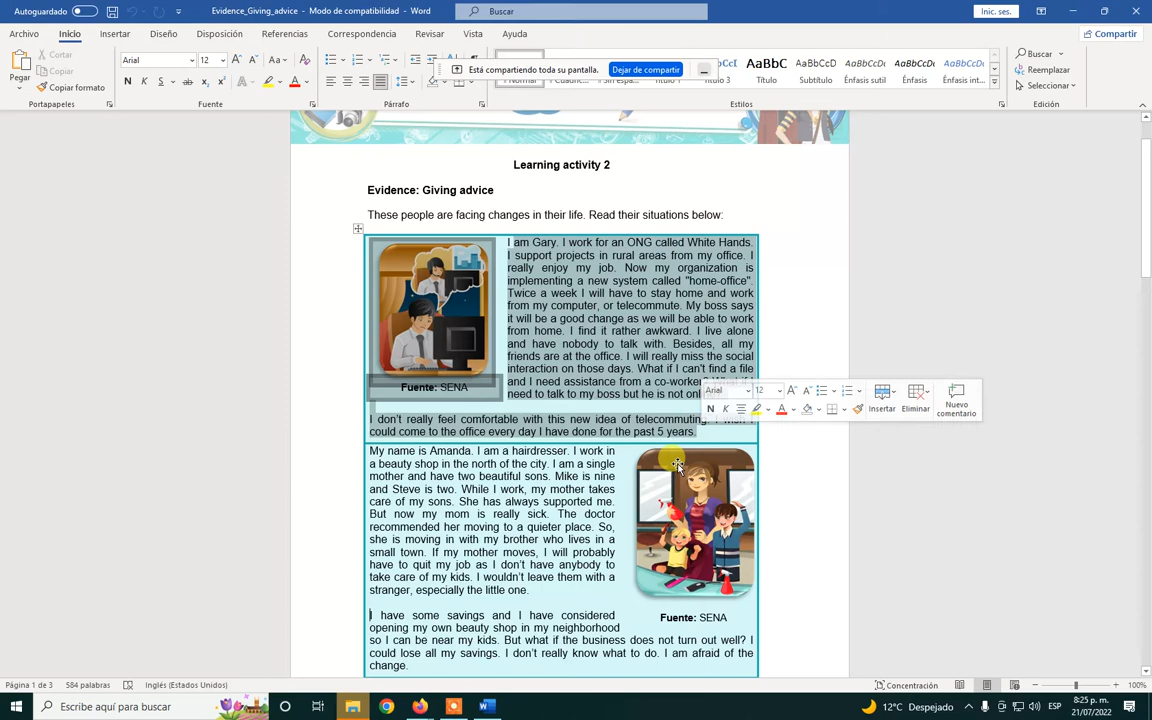 Autoguardado
Evidence_Giving_advice - Modo de compatibilidad - Word
Buscar
Inic. ses.
Archivo
Inicio
Insertar
Diseño
Disposición
Referencias
Correspondencia
Revisar
Vista
Ayuda
Compartir
Pegar
Cortar
Copiar
Copiar formato
Portapapeles
Arial
12
Fuente
Párrafo
Está compartiendo toda su pantalla.
Dejar de compartir
AaBbC
AaBbCcD
AaBbCcDc
AaBbCcDc
AaBbCcDc
Título
Subtítulo
Énfasis sutil
Énfasis
Énfasis int...
Estilos
Buscar
Reemplazar
Seleccionar
Edición
Learning activity 2
Evidence: Giving advice
These people are facing changes in their life. Read their situations below:
I am Gary. I work for an ONG called White Hands.
I support projects in rural areas from my office. I
really enjoy my job. Now my organization is
implementing a new system called "home-office".
Twice a week I will have to stay home and work
from my computer, or telecommute. My boss says
it will be a good change as we will be able to work
from home. I find it rather awkward. I live alone
and have nobody to talk with. Besides, all my
friends are at the office. I will really miss the social
interaction on those days. What if I can't find a file
and I need assistance from a co-worker?
need to talk to my boss but he is not
Fuente: SENA
I don't really feel comfortable with this new idea of telecommuting.
could come to the office every day I have done for the past 5 years.
Arial
12
Insertar
Eliminar
Nuevo
comentario
My name is Amanda. I am a hairdresser. I work in
a beauty shop in the north of the city. I am a single
mother and have two beautiful sons. Mike is nine
and Steve is two. While I work, my mother takes
care of my sons. She has always supported me.
But now my mom is really sick. The doctor
recommended her moving to a quieter place. So,
she is moving in with my brother who lives in a
small town. If my mother moves, I will probably
have to quit my job as I don't have anybody to
take care of my kids. I wouldn't leave them with a
stranger, especially the little one.
I have some savings and I have considered
opening my own beauty shop in my neighborhood
so I can be near my kids. But what if the business does not turn out well? I
could lose all my savings. I don't really know what to do. I am afraid of the
change.
Fuente: SENA
Página 1 de 3
584 palabras
Inglés (Estados Unidos)
Concentración
100%
Escribe aquí para buscar
12°C Despejado
ESP
8:25 p. m.
21/07/2022